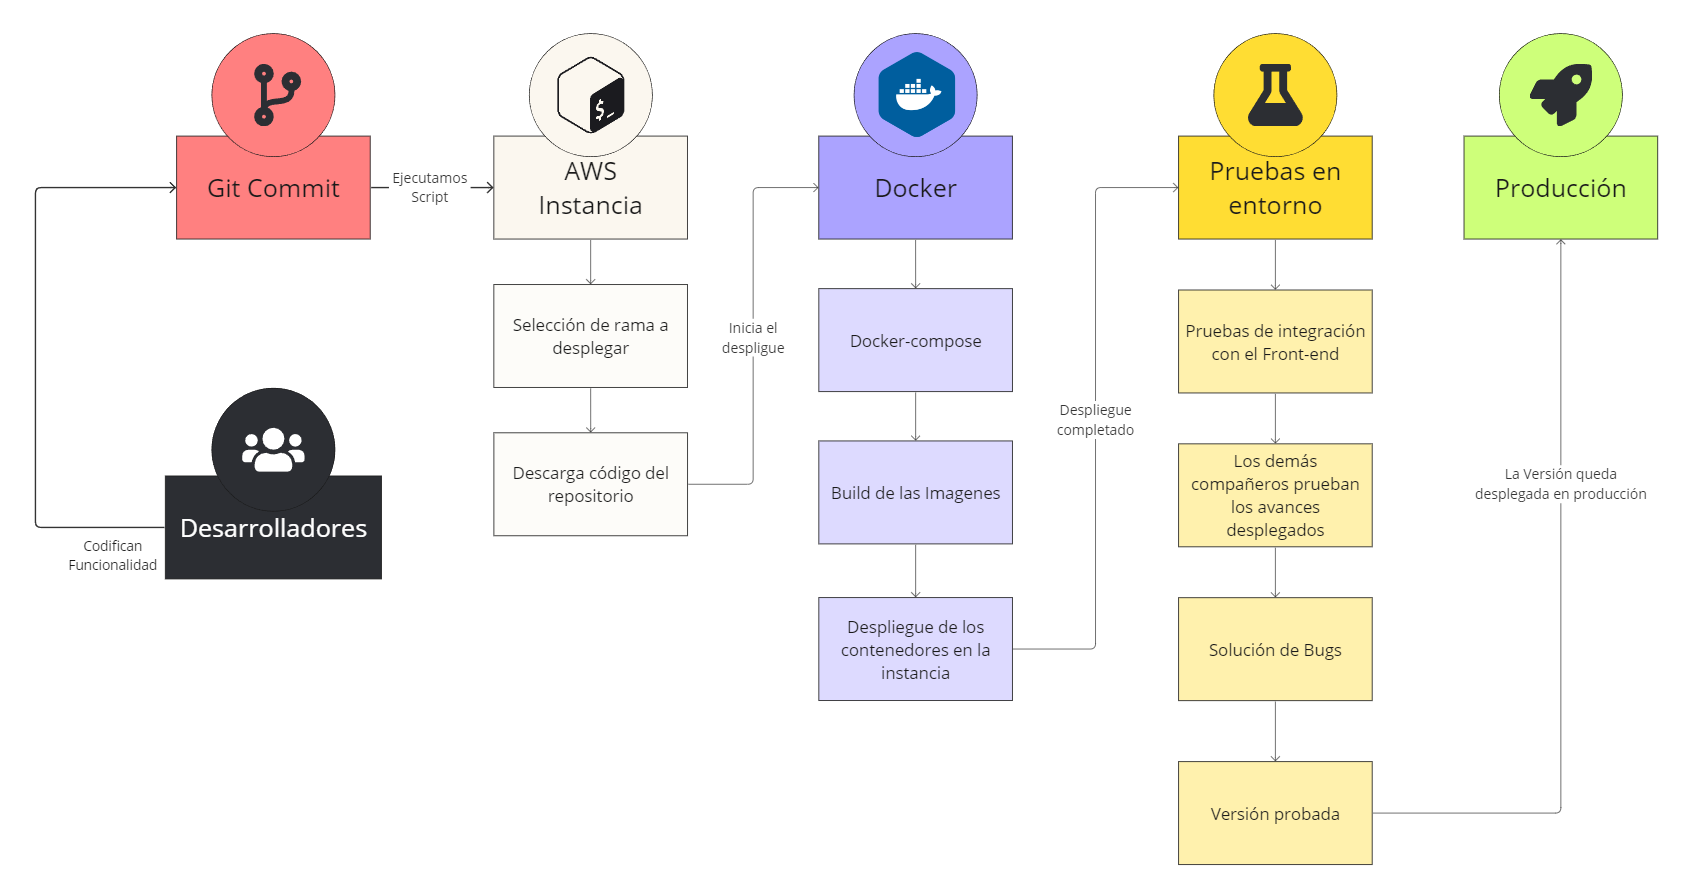 Git Commit
Ejecutamos
Script
$_
AWS
Instancia
Docker
Pruebas en
entorno
Producción
Selección de rama a
desplegar
Descarga código del
repositorio
Inicia el
despligue
Docker-compose
Build de las Imagenes
Despliegue de los
contenedores en la
instancia
Despliegue
completado
Pruebas de integración
con el Front-end
Los demás
compañeros prueban
los avances
desplegados
Solución de Bugs
Versión probada
La Versión queda
desplegada en producción
Desarrolladores
Codifican
Funcionalidad